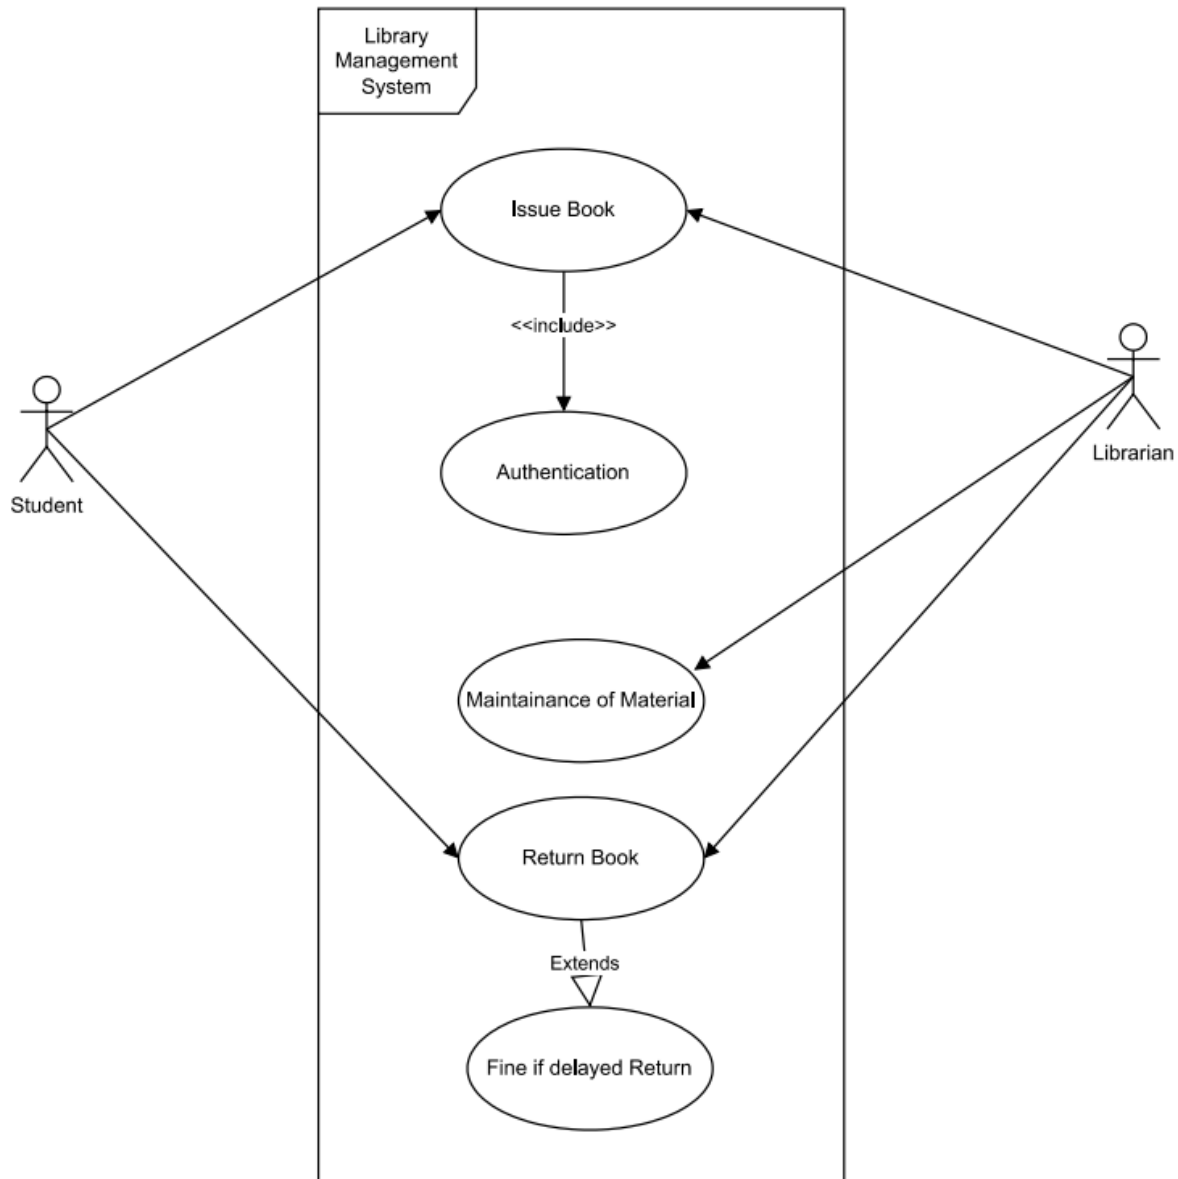 Library
Management
System
Issue Book
<<include>>
Authentication
Student
Librarian
Maintainance of Material
Return Book
Extends
Fine if delayed Return